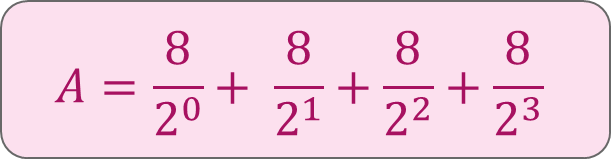 A = 8/2⁰ + 8/2¹ + 8/2² + 8/2³